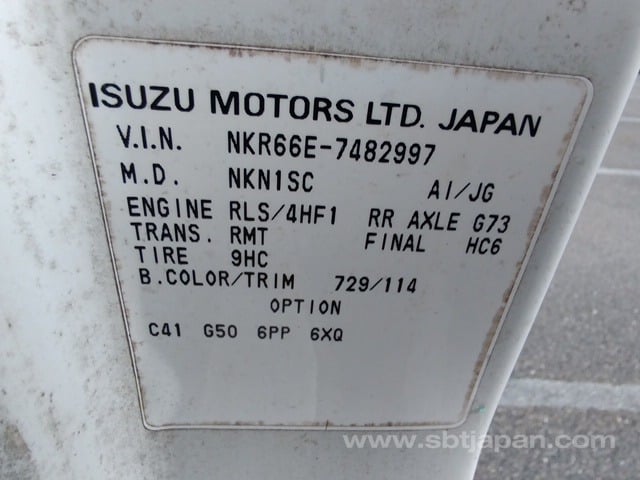 ISUZU MOTORS LTD. JAPAN
V.I.N. NKR66E-7482997
M.D. NKN1SC AI/JG
ENGINE RLS/4HF1 RR AXLE G73
TRANS. RMT FINAL HC6
TIRE 9HC
B.COLOR/TRIM 729/114
OPTION
C41 G50 6PP 6XQ
www.sbtjapan.com